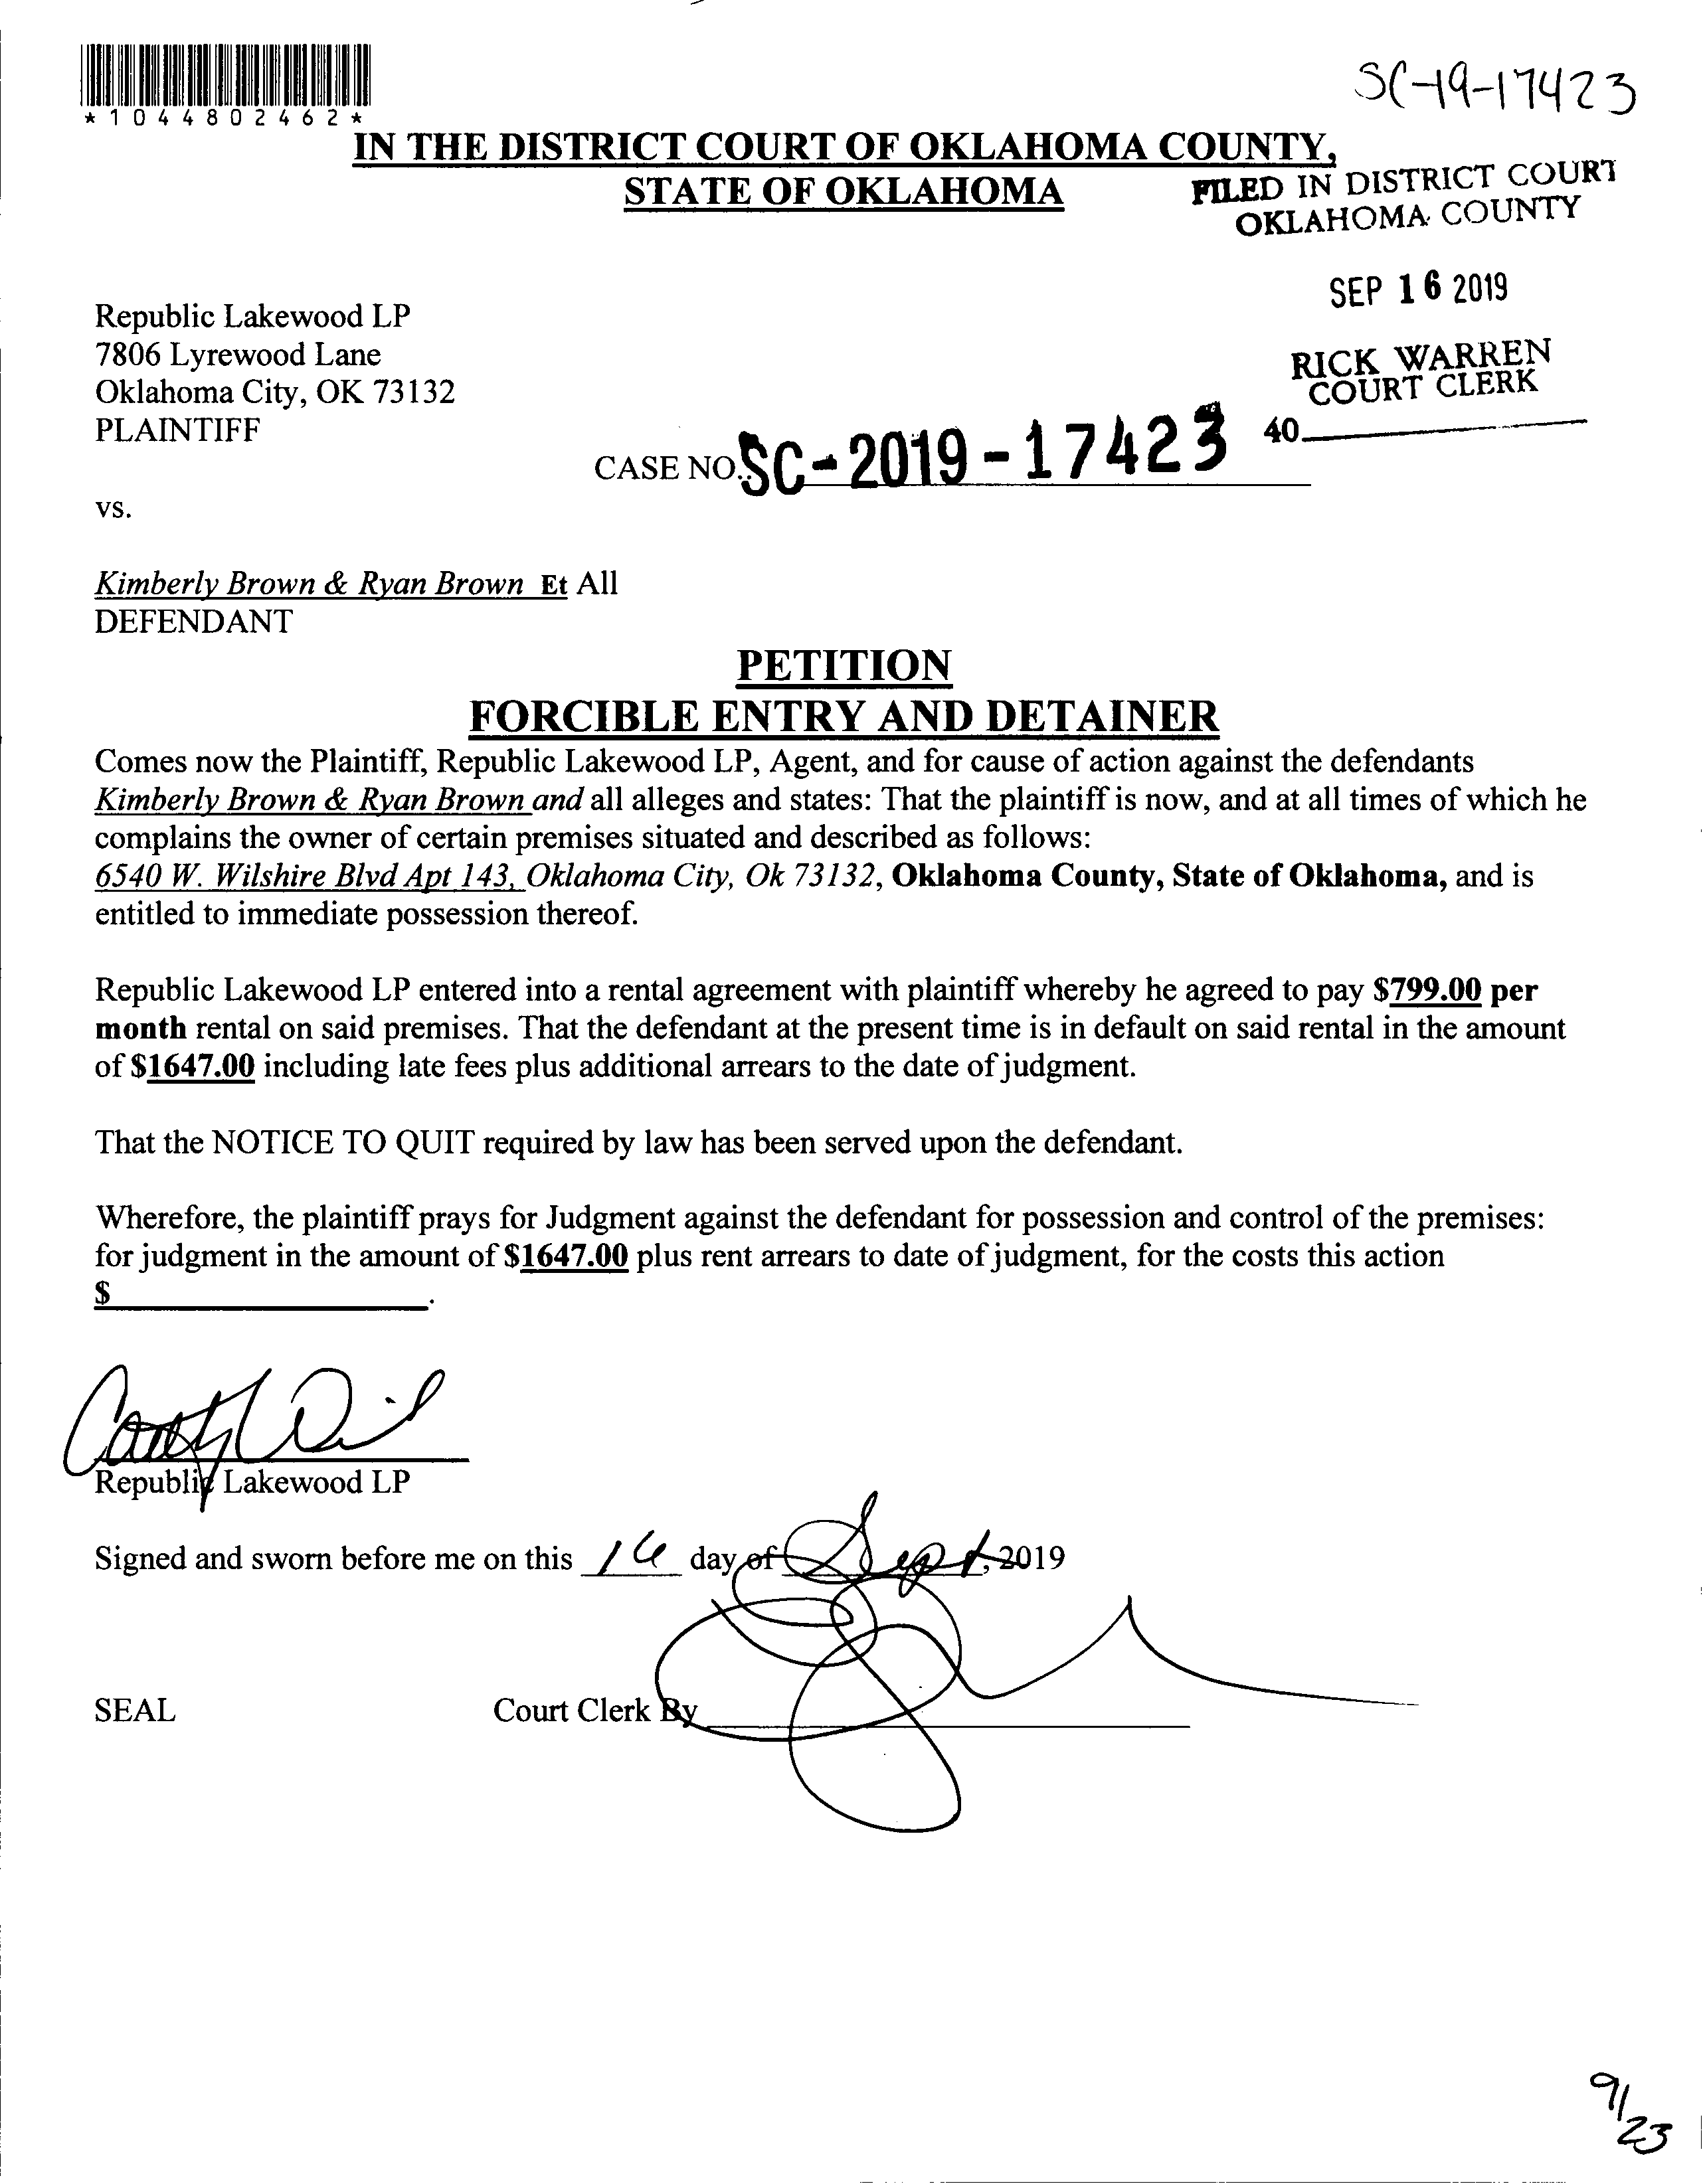 *1044802462*
SC-19-17423
IN THE DISTRICT COURT OF OKLAHOMA COUNTY,
STATE OF OKLAHOMA
FILED IN DISTRICT COURT
OKLAHOMA COUNTY
SEP 16 2019
Republic Lakewood LP
7806 Lyrewood Lane
Oklahoma City, OK 73132
PLAINTIFF
RICK WARREN
COURT CLERK
40
CASE NO. SC-2019-17423
vs.
Kimberly Brown & Ryan Brown Et All
DEFENDANT
PETITION
FORCIBLE ENTRY AND DETAINER
Comes now the Plaintiff, Republic Lakewood LP, Agent, and for cause of action against the defendants
Kimberly Brown & Ryan Brown and all alleges and states: That the plaintiff is now, and at all times of which he
complains the owner of certain premises situated and described as follows:
6540 W. Wilshire Blvd Apt 143, Oklahoma City, Ok 73132, Oklahoma County, State of Oklahoma, and is
entitled to immediate possession thereof.
Republic Lakewood LP entered into a rental agreement with plaintiff whereby he agreed to pay $799.00 per
month rental on said premises. That the defendant at the present time is in default on said rental in the amount
of $1647.00 including late fees plus additional arrears to the date of judgment.
That the NOTICE TO QUIT required by law has been served upon the defendant.
Wherefore, the plaintiff prays for Judgment against the defendant for possession and control of the premises:
for judgment in the amount of $1647.00 plus rent arrears to date of judgment, for the costs this action
$ .
Republic Lakewood LP
Signed and sworn before me on this 16 day of Sept, 2019
SEAL
Court Clerk By
9/23